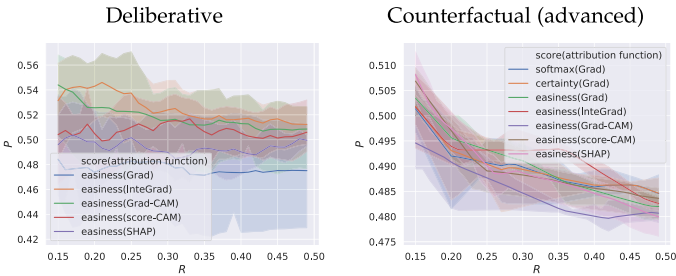 Deliberative
Counterfactual (advanced)
P
0.56
0.54
0.52
0.50
0.48
0.46
0.44
0.42
score(attribution function)
easiness(Grad)
easiness(InteGrad)
easiness(Grad-CAM)
easiness(score-CAM)
easiness(SHAP)
0.15 0.20 0.25 0.30 0.35 0.40 0.45 0.50
R
P
0.510
0.505
0.500
0.495
0.490
0.485
0.480
0.475
score(attribution function)
softmax(Grad)
certainty(Grad)
easiness(Grad)
easiness(InteGrad)
easiness(Grad-CAM)
easiness(score-CAM)
easiness(SHAP)
0.15 0.20 0.25 0.30 0.35 0.40 0.45 0.50
R